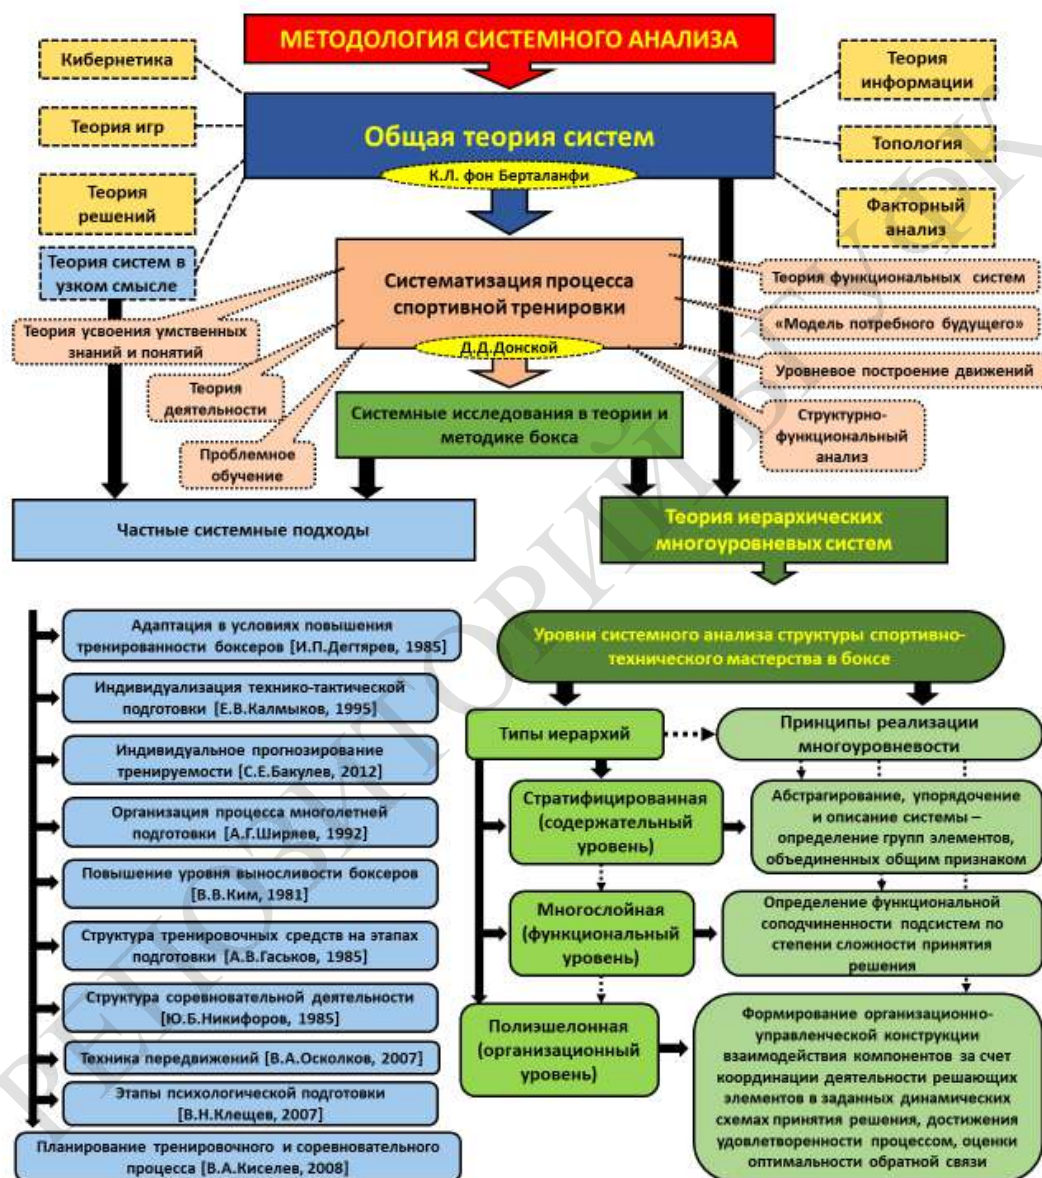 МЕТОДОЛОГИЯ СИСТЕМНОГО АНАЛИЗА
Кибернетика
Теория игр
Теория
решений
Теория систем в
узком смысле
Общая теория систем
К.Л. фон Берталанфи
Теория
информации
Топология
Факторный
анализ
Систематизация процесса
спортивной тренировки
Д.Д.Донской
Теория усвоения умственных
знаний и понятий
Теория
деятельности
Проблемное
обучение
Теория функциональных систем
«Модель потребного будущего»
Уровневое построение движений
Структурно-
функциональный
анализ
Системные исследования в теории и
методике бокса
Частные системные подходы
Теория иерархических
многоуровневых систем
Адаптация в условиях повышения
тренированности боксеров [И.П.Дегтярев, 1985]
Индивидуализация технико-тактической
подготовки [Е.В.Калмыков, 1995]
Индивидуальное прогнозирование
тренируемости [С.Е.Бакулев, 2012]
Организация процесса многолетней
подготовки [А.Г.Ширяев, 1992]
Повышение уровня выносливости боксеров
[В.В.Ким, 1981]
Структура тренировочных средств на этапах
подготовки [А.В.Гаськов, 1985]
Структура соревновательной деятельности
[Ю.Б.Никифоров, 1985]
Техника передвижений [В.А.Осколков, 2007]
Этапы психологической подготовки
[В.Н.Клещев, 2007]
Планирование тренировочного и соревновательного
процесса [В.А.Киселев, 2008]
Уровни системного анализа структуры спортивно-
технического мастерства в боксе
Типы иерархий
Принципы реализации
многоуровневости
Стратифицированная
(содержательный
уровень)
Абстрагирование, упорядочение
и описание системы –
определение групп элементов,
объединенных общим признаком
Многослойная
(функциональный
уровень)
Определение функциональной
соподчиненности подсистем по
степени сложности принятия
решения
Полиэшелонная
(организационный
уровень)
Формирование организационно-
управленческой конструкции
взаимодействия компонентов за счет
координации деятельности решающих
элементов в заданных динамических
схемах принятия решения, достижения
удовлетворенности процессом, оценки
оптимальности обратной связи
РЕПОЗИТОРИЙ БГУФК